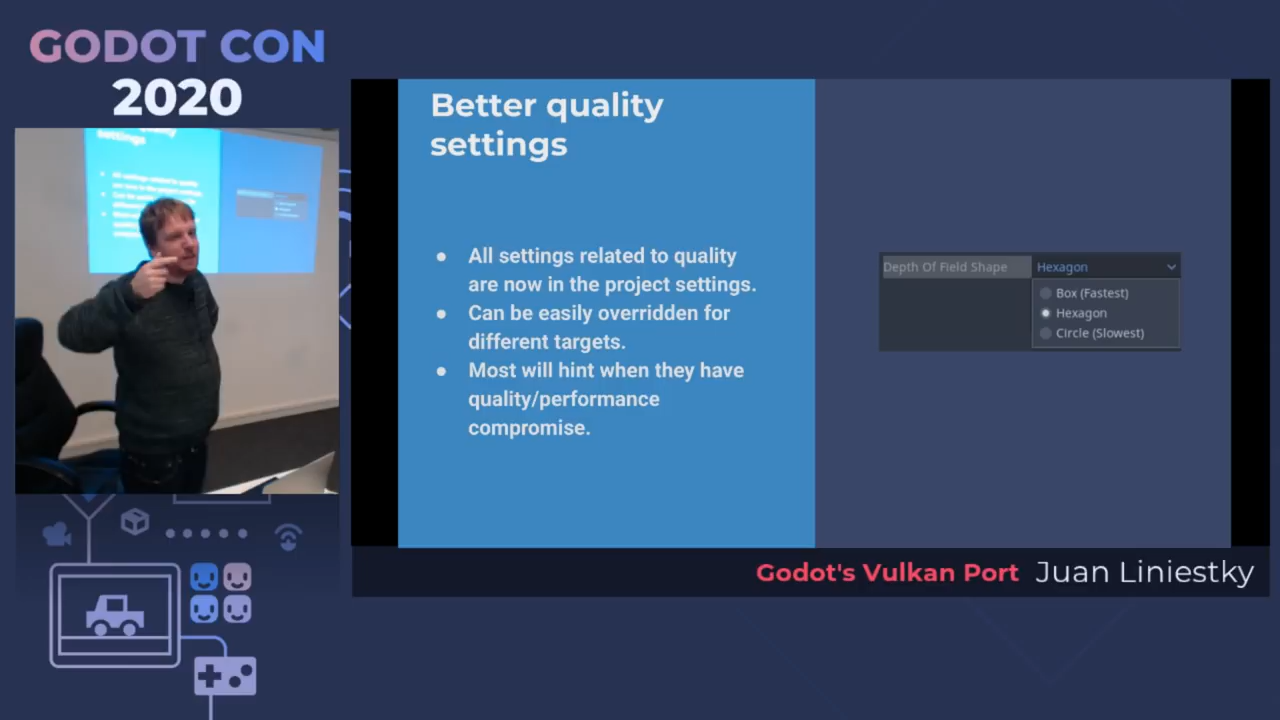 GODOT CON
2020
Better quality
settings
● All settings related to quality
are now in the project settings.
● Can be easily overridden for
different targets.
● Most will hint when they have
quality/performance
compromise.
Depth Of Field Shape
Hexagon
Box (Fastest)
Hexagon
Circle (Slowest)
settings
Godot's Vulkan Port Juan Liniestky